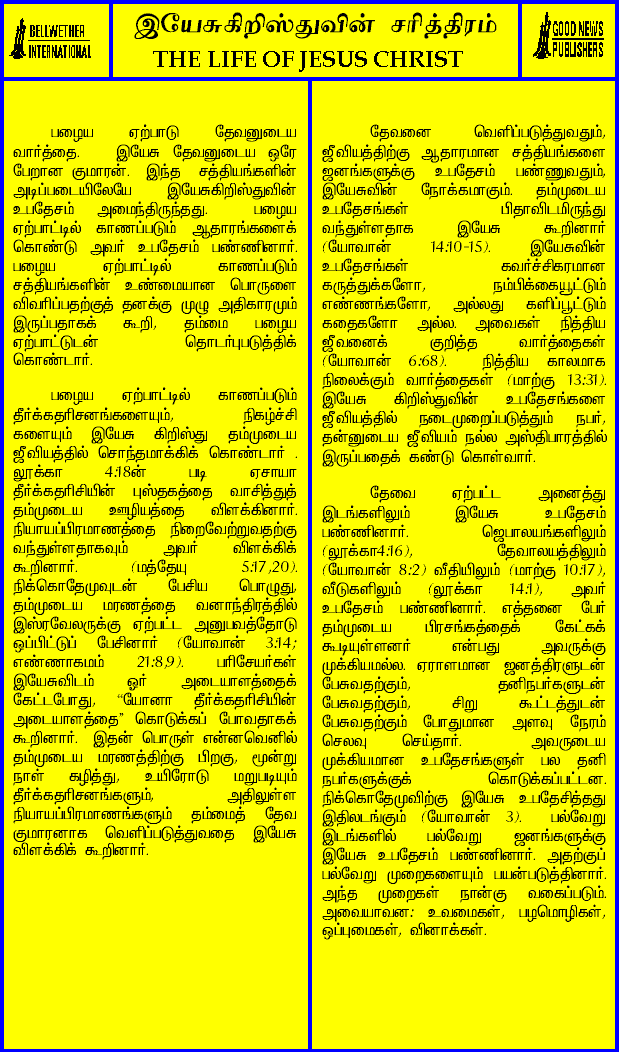 BELLWETHER
INTERNATIONAL
இயேசுகிறிஸ்துவின் சரித்திரம்
THE LIFE OF JESUS CHRIST
GOOD NEWS
PUBLISHERS
பழைய ஏற்பாடு தேவனுடைய
வார்த்தை. இயேசு தேவனுடைய ஒரே
பேறான குமாரன். இந்த சத்தியங்களின்
அடிப்படையிலேயே இயேசுகிறிஸ்துவின்
உபதேசம் அமைந்திருந்தது. பழைய
ஏற்பாட்டில் காணப்படும் ஆதாரங்களைக்
கொண்டு அவர் உபதேசம் பண்ணினார்.
பழைய ஏற்பாட்டில் காணப்படும்
சத்தியங்களின் உண்மையான பொருளை
விவரிப்பதற்குத் தனக்கு முழு அதிகாரமும்
இருப்பதாகக் கூறி, தம்மை பழைய
ஏற்பாட்டுடன் தொடர்புபடுத்திக்
கொண்டார்.
பழைய ஏற்பாட்டில் காணப்படும்
தீர்க்கதரிசனங்களையும், நிகழ்ச்சி
களையும் இயேசு கிறிஸ்து தம்முடைய
ஜீவியத்தில் சொந்தமாக்கிக் கொண்டார் .
லூக்கா 4:18ன் படி ஏசாயா
தீர்க்கதரிசியின் புஸ்தகத்தை வாசித்துத்
தம்முடைய ஊழியத்தை விளக்கினார்.
நியாயப்பிரமாணத்தை நிறைவேற்றுவதற்கு
வந்துள்ளதாகவும் அவர் விளக்கிக்
கூறினார். (மத்தேயு 5:17,20).
நிக்கொதேமுவுடன் பேசிய பொழுது,
தம்முடைய மரணத்தை வனாந்திரத்தில்
இஸ்ரவேலருக்கு ஏற்பட்ட அனுபவத்தோடு
ஒப்பிட்டுப் பேசினார் (யோவான் 3:14;
எண்ணாகமம் 21:8,9). பரிசேயர்கள்
இயேசுவிடம் ஓர் அடையாளத்தைக்
கேட்டபோது, “யோனா தீர்க்கதரிசியின்
அடையாளத்தை” கொடுக்கப் போவதாகக்
கூறினார். இதன் பொருள் என்னவெனில்
தம்முடைய மரணத்திற்கு பிறகு, மூன்று
நாள் கழித்து, உயிரோடு மறுபடியும்
தீர்க்கதரிசனங்களும், அதிலுள்ள
நியாயப்பிரமாணங்களும் தம்மைத் தேவ
குமாரனாக வெளிப்படுத்துவதை இயேசு
விளக்கிக் கூறினார்.
தேவனை வெளிப்படுத்துவதும்,
ஜீவியத்திற்கு ஆதாரமான சத்தியங்களை
ஜனங்களுக்கு உபதேசம் பண்ணுவதும்,
இயேசுவின் நோக்கமாகும். தம்முடைய
உபதேசங்கள் பிதாவிடமிருந்து
வந்துள்ளதாக இயேசு கூறினார்
(யோவான் 14:10-15). இயேசுவின்
உபதேசங்கள் கவர்ச்சிகரமான
கருத்துக்களோ, நம்பிக்கையூட்டும்
எண்ணங்களோ, அல்லது களிப்பூட்டும்
கதைகளோ அல்ல. அவைகள் நித்திய
ஜீவனைக் குறித்த வார்த்தைகள்
(யோவான் 6:68). நித்திய காலமாக
நிலைக்கும் வார்த்தைகள் (மாற்கு 13:31).
இயேசு கிறிஸ்துவின் உபதேசங்களை
ஜீவியத்தில் நடைமுறைப்படுத்தும் நபர்,
தன்னுடைய ஜீவியம் நல்ல அஸ்திபாரத்தில்
இருப்பதைக் கண்டு கொள்வார்.
தேவை ஏற்பட்ட அனைத்து
இடங்களிலும் இயேசு உபதேசம்
பண்ணினார். ஜெபாலயங்களிலும்
(லூக்கா4:16), தேவாலயத்திலும்
(யோவான் 8:2) வீதியிலும் (மாற்கு 10:17),
வீடுகளிலும் (லூக்கா 14:1), அவர்
உபதேசம் பண்ணினார். எத்தனை பேர்
தம்முடைய பிரசங்கத்தைக் கேட்கக்
கூடியுள்ளனர் என்பது அவருக்கு
முக்கியமல்ல. ஏராளமான ஜனத்திரளுடன்
பேசுவதற்கும், தனிநபர்களுடன்
பேசுவதற்கும், சிறு கூட்டத்துடன்
பேசுவதற்கும் போதுமான அளவு நேரம்
செலவு செய்தார். அவருடைய
முக்கியமான உபதேசங்களுள் பல தனி
நபர்களுக்குக் கொடுக்கப்பட்டன.
நிக்கொதேமுவிற்கு இயேசு உபதேசித்தது
இதிலடங்கும் (யோவான் 3). பல்வேறு
இடங்களில் பல்வேறு ஜனங்களுக்கு
இயேசு உபதேசம் பண்ணினார். அதற்குப்
பல்வேறு முறைகளையும் பயன்படுத்தினார்.
அந்த முறைகள் நான்கு வகைப்படும்.
அவையாவன: உவமைகள், பழமொழிகள்,
ஒப்புமைகள், வினாக்கள்.